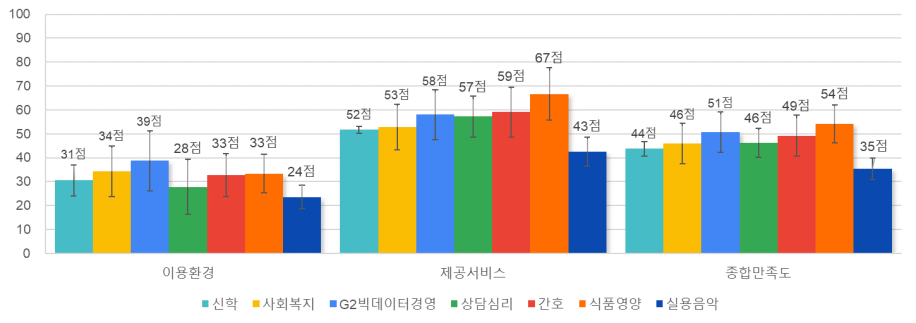 100
90
80
70
60
50
40
30
20
10
0
31점
34점
39점
28점
33점
33점
24점
52점
53점
58점
57점
59점
67점
43점
44점
46점
51점
46점
49점
54점
35점
이용환경 제공서비스 종합만족도
신학 사회복지 G2빅데이터경영 상담심리 간호 식품영양 실용음악